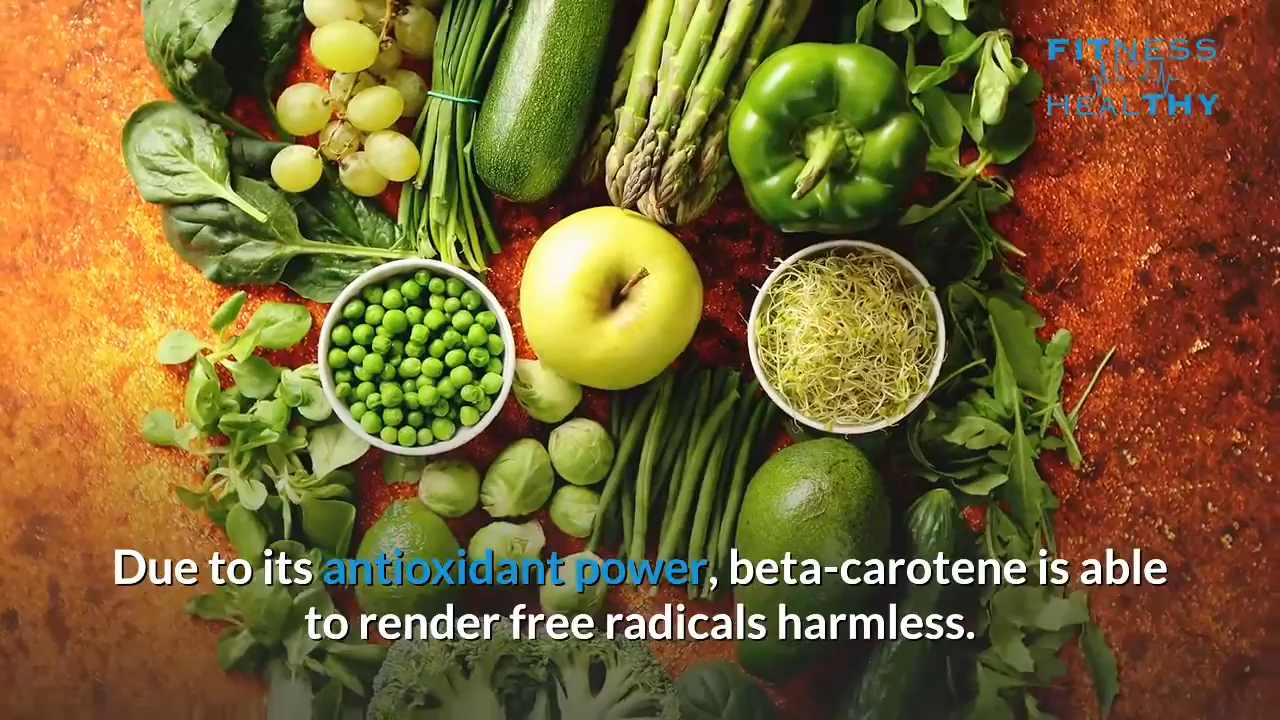 FITNESS
HEALTHY
Due to its antioxidant power, beta-carotene is able
to render free radicals harmless.